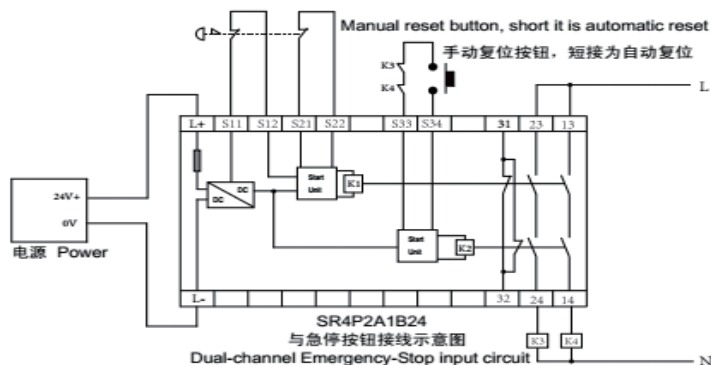 Manual reset button, short it is automatic reset
手动复位按钮，短接为自动复位
K3
K4
L
L+ S11 S12 S21 S22 S33 S34 31 23 13
24V+
0V
电源 Power
DC
DC
Start
Unit
K1
Start
Unit
K2
L- 32 24 14
SR4P2A1B24
与急停按钮接线示意图
Dual-channel Emergency-Stop input circuit
K3 K4
N